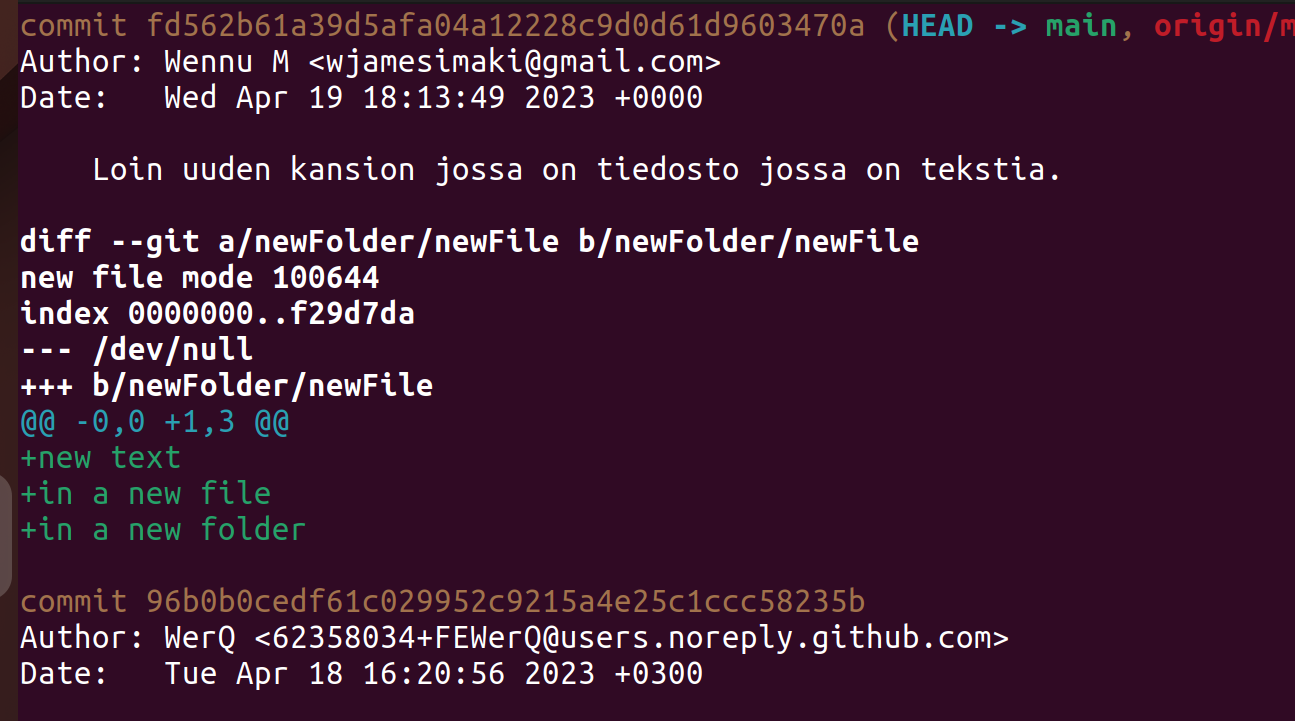 commit fd562b61a39d5afa04a12228c9d0d61d9603470a (HEAD -> main, origin/m
Author: Wennu M <wjamesimaki@gmail.com>
Date:   Wed Apr 19 18:13:49 2023 +0000
Loin uuden kansion jossa on tiedosto jossa on tekstia.
diff --git a/newFolder/newFile b/newFolder/newFile
new file mode 100644
index 0000000..f29d7da
--- /dev/null
+++ b/newFolder/newFile
@@ -0,0 +1,3 @@
+new text
+in a new file
+in a new folder
commit 96b0b0cedf61c029952c9215a4e25c1ccc58235b
Author: WerQ <62358034+FEWerQ@users.noreply.github.com>
Date:   Tue Apr 18 16:20:56 2023 +0300